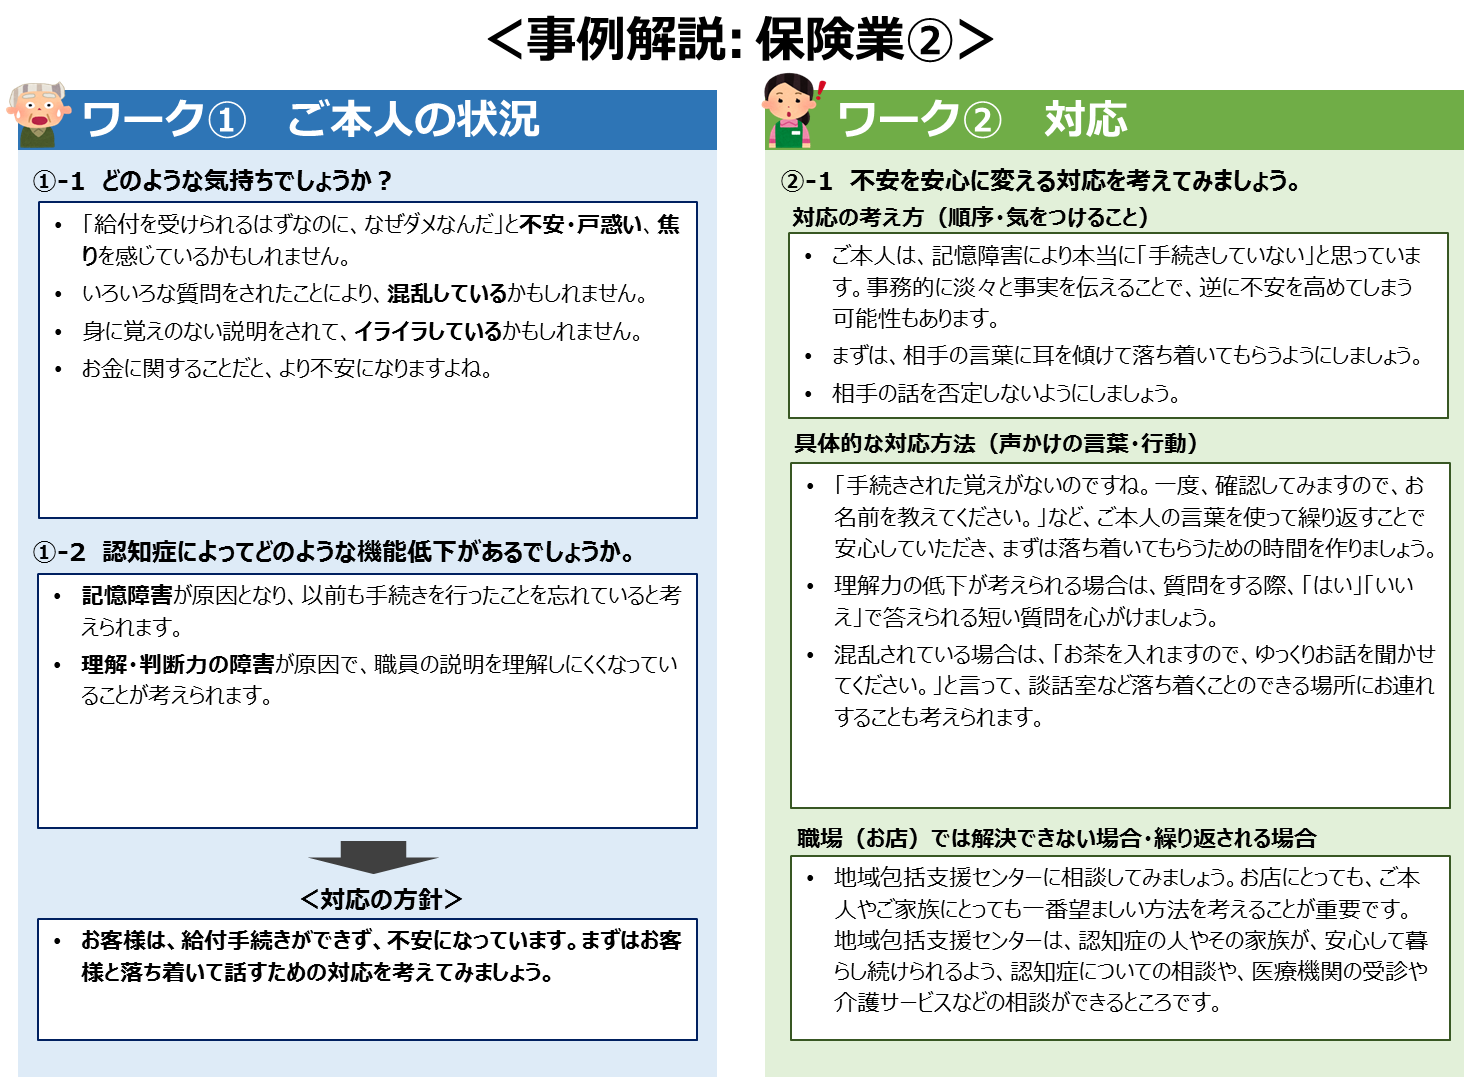 ＜事例解説：保険業②＞
ワーク①　ご本人の状況
①-1 どのような気持ちでしょうか？
• 「給付を受けられるはずなのに、なぜダメなんだ」と不安・戸惑い、焦
りを感じているかもしれません。
• いろいろな質問をされたことにより、混乱しているかもしれません。
• 身に覚えのない説明をされて、イライラしているかもしれません。
• お金に関することだと、より不安になりますよね。
①-2 認知症によってどのような機能低下があるでしょうか。
• 記憶障害が原因となり、以前も手続きを行ったことを忘れていると考
えられます。
• 理解・判断力の障害が原因で、職員の説明を理解しにくくなってい
ることが考えられます。
＜対応の方針＞
• お客様は、給付手続きができず、不安になっています。まずはお客
様と落ち着いて話すための対応を考えてみましょう。
ワーク②　対応
②-1 不安を安心に変える対応を考えてみましょう。
対応の考え方（順序・気をつけること）
• ご本人は、記憶障害により本当に「手続きしていない」と思っていま
す。事務的に淡々と事実を伝えることで、逆に不安を高めてしまう
可能性もあります。
• まずは、相手の言葉に耳を傾けて落ち着いてもらうようにしましょう。
• 相手の話を否定しないようにしましょう。
具体的な対応方法（声かけの言葉・行動）
• 「手続きされた覚えがないのですね。一度、確認してみますので、お
名前を教えてください。」など、ご本人の言葉を使って繰り返すことで
安心していただき、まずは落ち着いてもらうための時間を作りましょう。
• 理解力の低下が考えられる場合は、質問をする際、「はい」「いい
え」で答えられる短い質問を心がけましょう。
• 混乱されている場合は、「お茶を入れますので、ゆっくりお話を聞かせ
てください。」と言って、談話室など落ち着くことのできる場所にお連れ
することも考えられます。
職場（お店）では解決できない場合・繰り返される場合
• 地域包括支援センターに相談してみましょう。お店にとっても、ご本
人やご家族にとっても一番望ましい方法を考えることが重要です。
地域包括支援センターは、認知症の人やその家族が、安心して暮
らし続けられるよう、認知症についての相談や、医療機関の受診や
介護サービスなどの相談ができるところです。